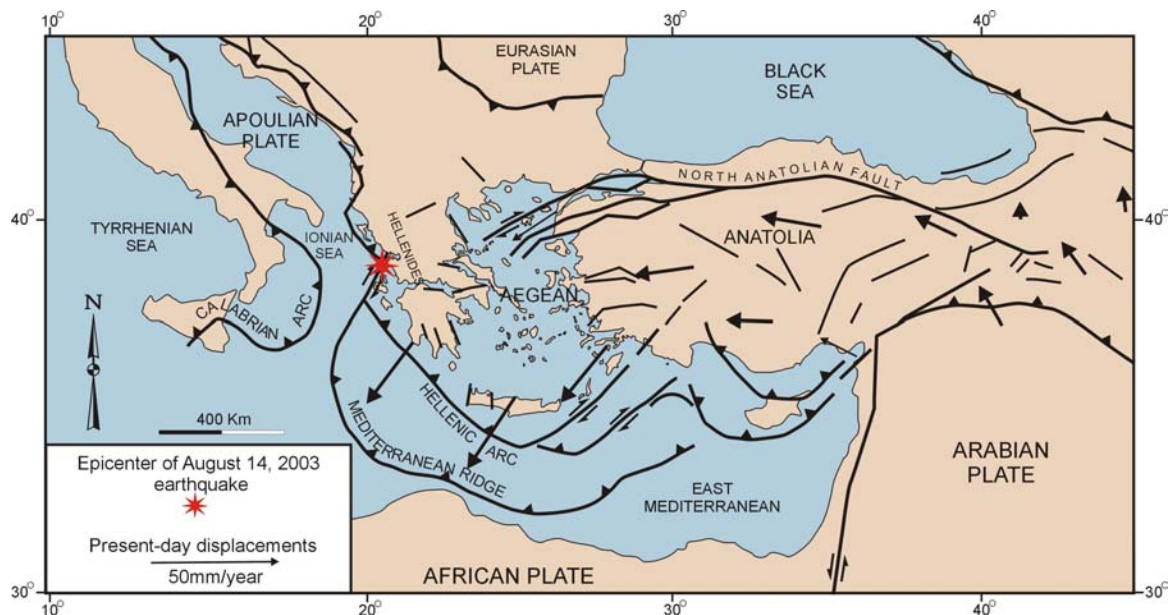 10°
20°
30°
40°
EURASIAN
PLATE
BLACK
SEA
APOULIAN
PLATE
NORTH ANATOLIAN FAULT
40°
40°
TYRRHENIAN
SEA
IONIAN
SEA
HELLENIDES
ANATOLIA
AEGEAN
CALABRIAN
ARC
N
HELLENIC
ARC
400 Km
MEDITERRANEAN RIDGE
ARABIAN
PLATE
EAST
MEDITERRANEAN
Epicenter of August 14, 2003
earthquake
Present-day displacements
50mm/year
AFRICAN PLATE
30°
30°
10°
20°
30°
40°